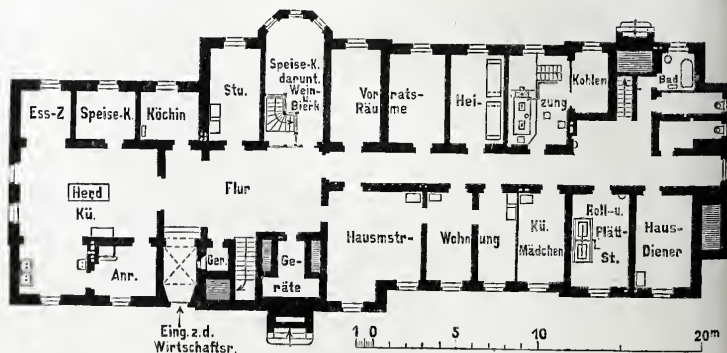 Speise-K.
darunt.
Wein-
u.
Bierk
Stu.
Vorrats-
Räume
Hei-
zung
Kohlen
Bad
Ess-Z
Speise-K.
Köchin
Herd
Kü.
Flur
Anr.
Ger.
Ge-
räte
Hausmstr-
Wohnung
Kü.
Mädchen
Roll-u.
Plätt-
St.
Haus-
Diener
Eing.z.d.
Wirtschaftsr.
1 0 5 10 20m